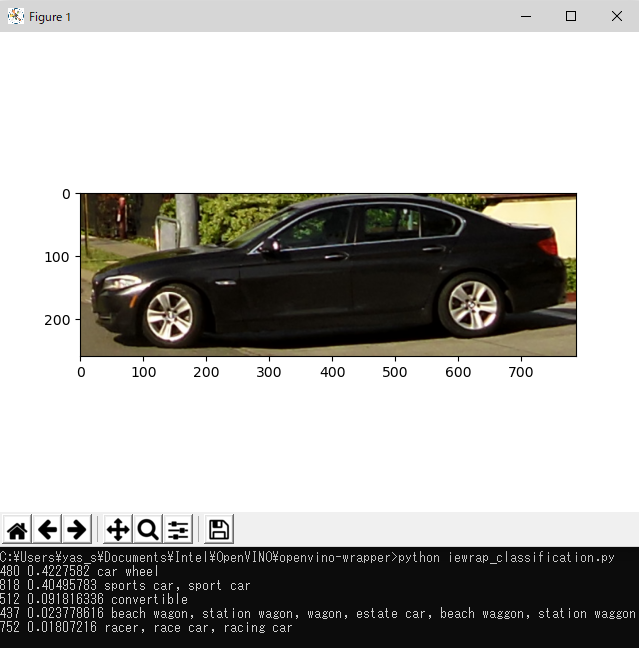 Figure 1
0
100
200
0 100 200 300 400 500 600 700
C:¥Users¥yas_s¥Documents¥Intel¥OpenVINO¥openvino-wrapper>python iewrap_classification.py
480 0.4227582 car wheel
818 0.40495783 sports car, sport car
512 0.091816336 convertible
437 0.023778616 beach wagon, station wagon, wagon, estate car, beach waggon, station waggon
752 0.01807216 racer, race car, racing car